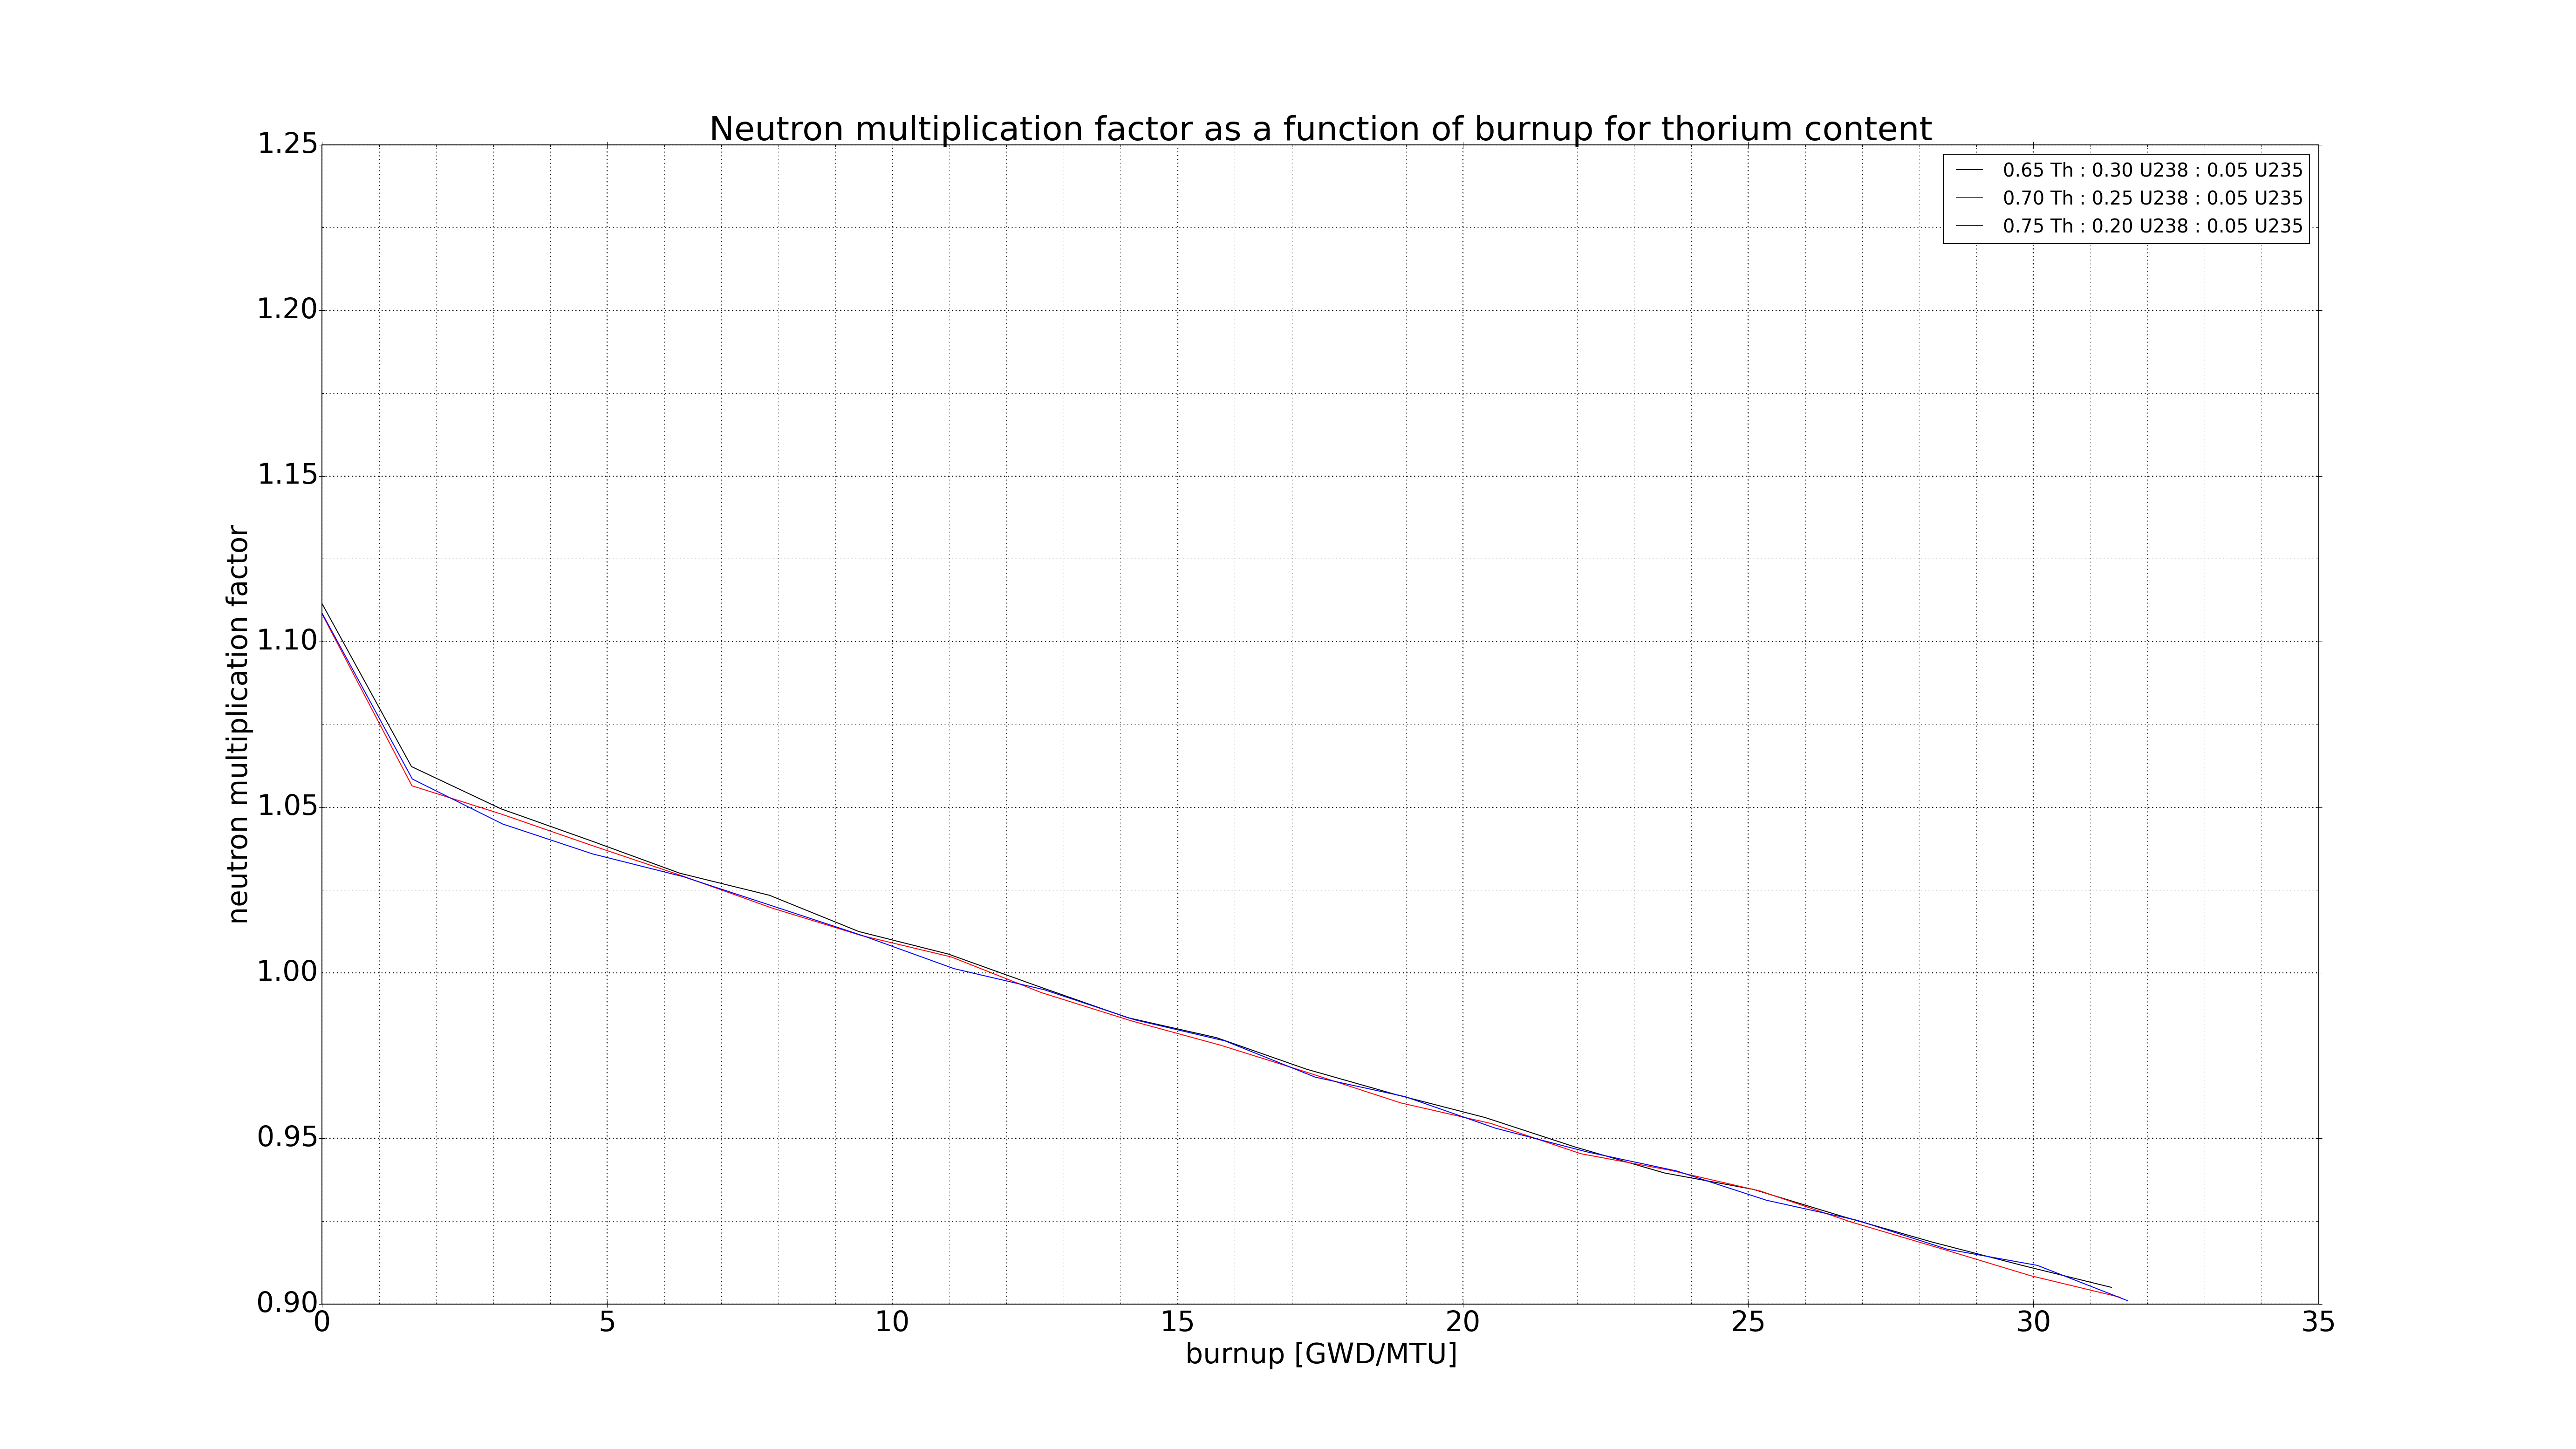 Neutron multiplication factor as a function of burnup for thorium content
1.25
1.20
1.15
1.10
1.05
1.00
0.95
0.90
neutron multiplication factor
0.65 Th : 0.30 U238 : 0.05 U235
0.70 Th : 0.25 U238 : 0.05 U235
0.75 Th : 0.20 U238 : 0.05 U235
0 5 10 15 20 25 30 35
burnup [GWD/MTU]